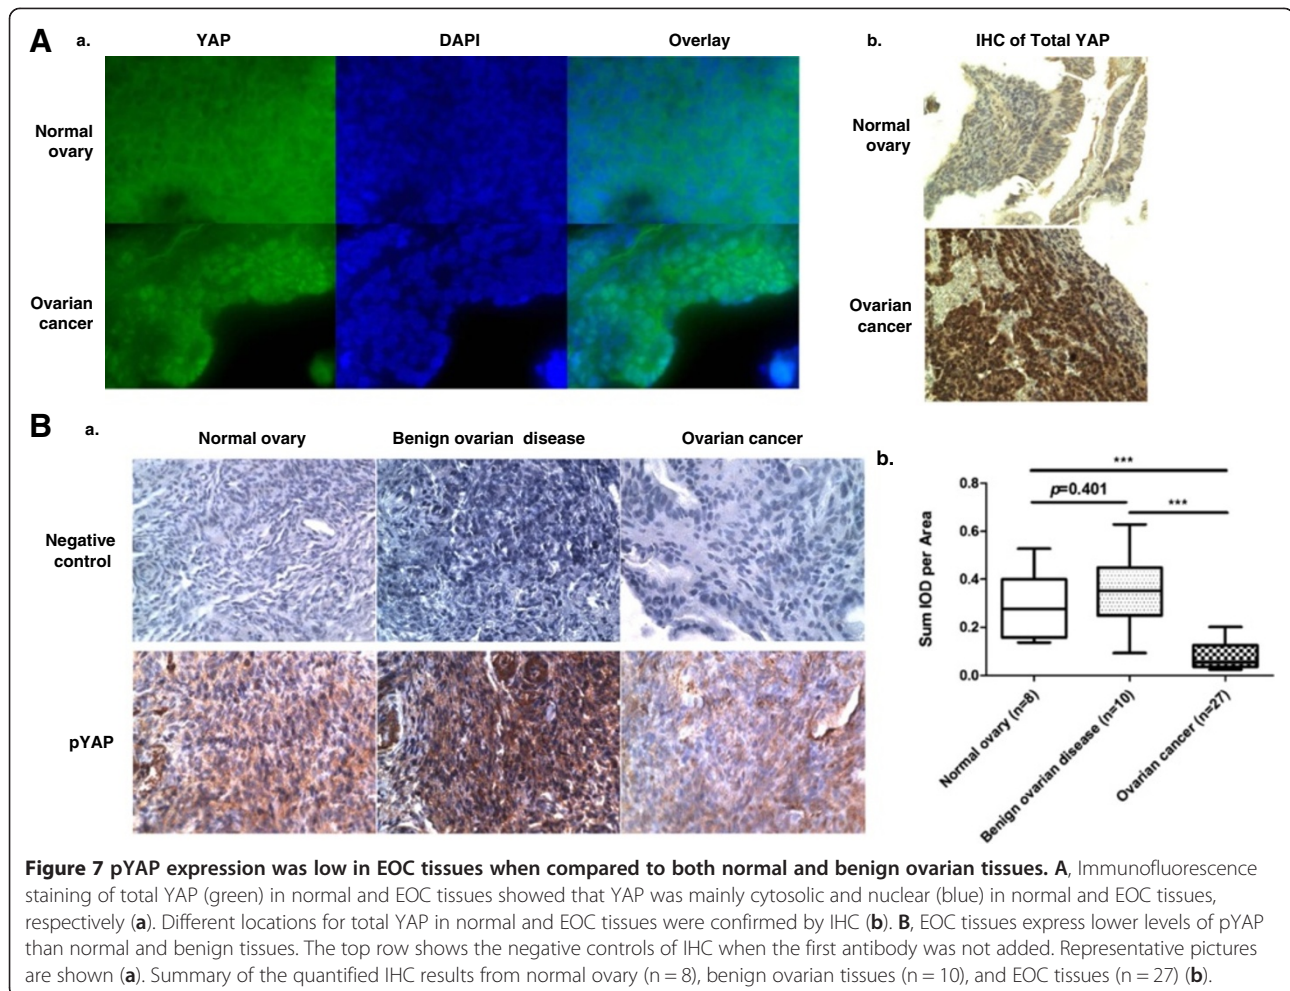 A a. YAP DAPI Overlay
Normal
ovary
Ovarian
cancer
b. IHC of Total YAP
Normal
ovary
Ovarian
cancer
B a. Normal ovary Benign ovarian disease Ovarian cancer
Negative
control
pYAP
b.
***
p=0.401
***
Sum IOD per Area
0.8
0.6
0.4
0.2
0.0
Normal ovary (n=8)
Benign ovarian disease (n=10)
Ovarian cancer (n=27)
Figure 7 pYAP expression was low in EOC tissues when compared to both normal and benign ovarian tissues. A, Immunofluorescence
staining of total YAP (green) in normal and EOC tissues showed that YAP was mainly cytosolic and nuclear (blue) in normal and EOC tissues,
respectively (a). Different locations for total YAP in normal and EOC tissues were confirmed by IHC (b). B, EOC tissues express lower levels of pYAP
than normal and benign tissues. The top row shows the negative controls of IHC when the first antibody was not added. Representative pictures
are shown (a). Summary of the quantified IHC results from normal ovary (n = 8), benign ovarian tissues (n = 10), and EOC tissues (n = 27) (b).